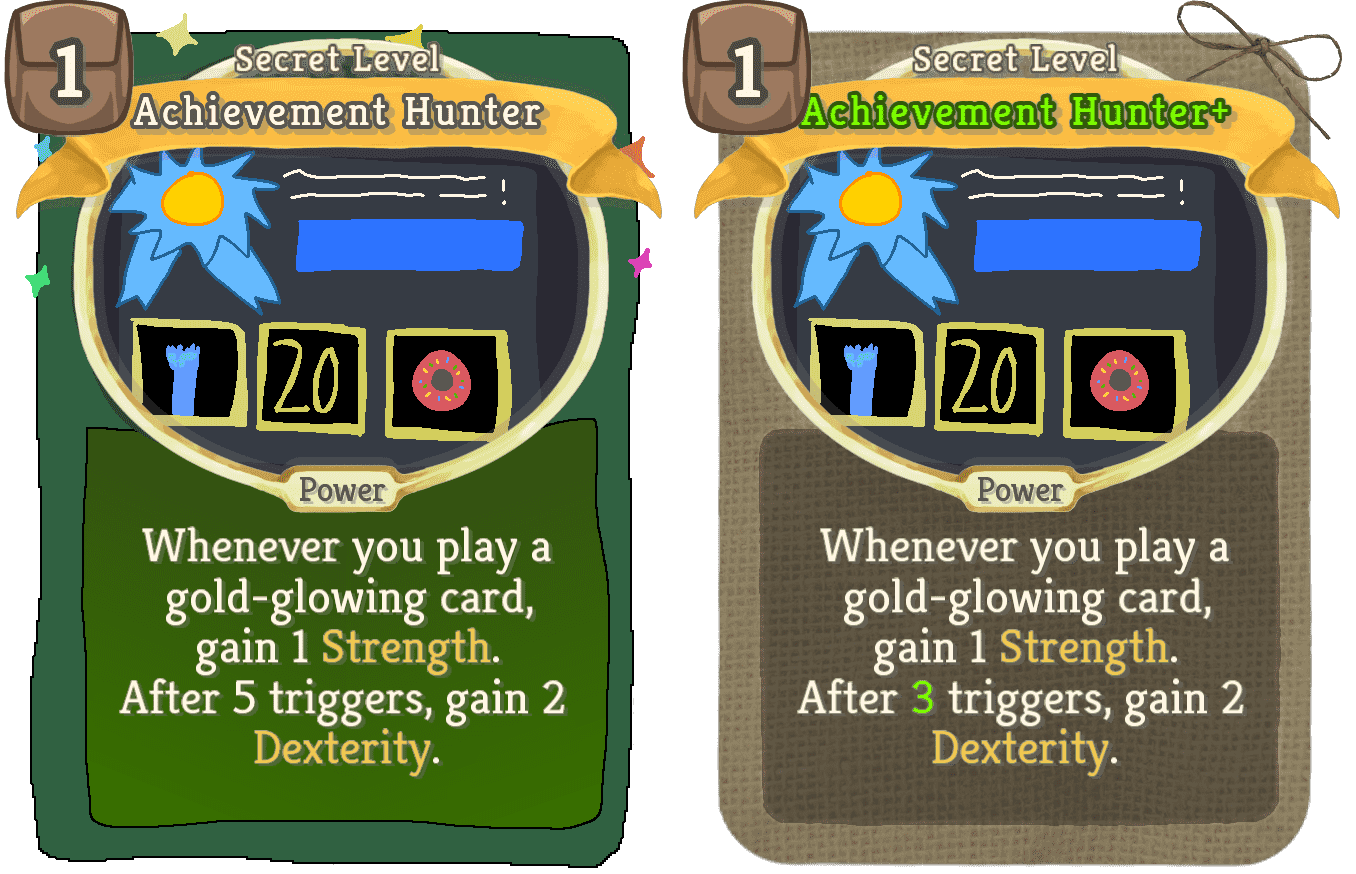 1
Secret Level
Achievement Hunter
20
Power
Whenever you play a
gold-glowing card,
gain 1 Strength.
After 5 triggers, gain 2
Dexterity.
1
Secret Level
Achievement Hunter+
20
Power
Whenever you play a
gold-glowing card,
gain 1 Strength.
After 3 triggers, gain 2
Dexterity.